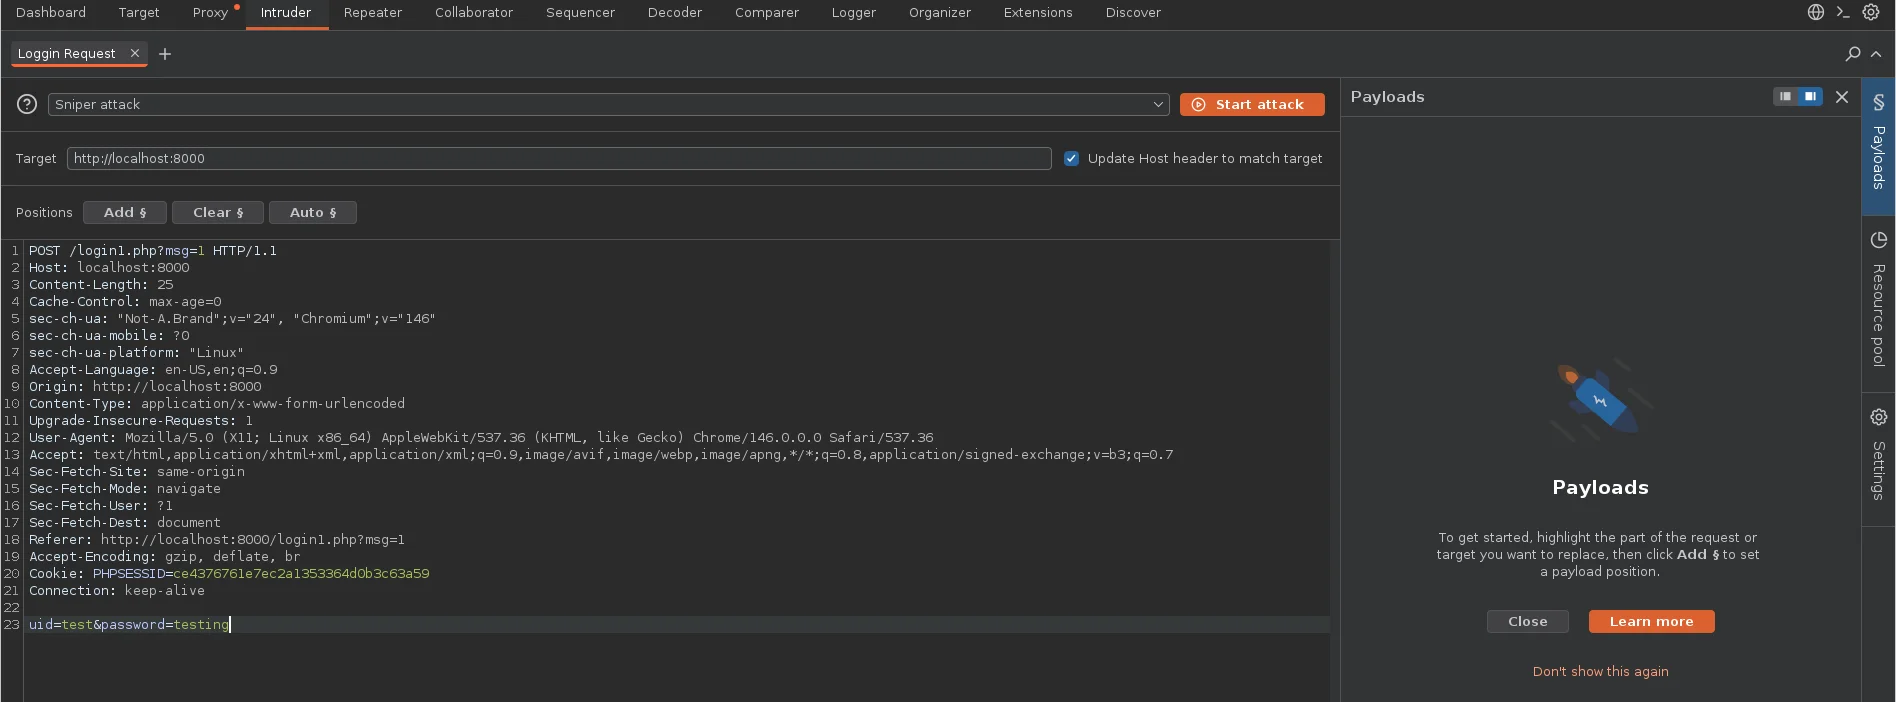 Dashboard Target Proxy Intruder Repeater Collaborator Sequencer Decoder Comparer Logger Organizer Extensions Discover
Loggin Request × +
? Sniper attack Start attack
Target http://localhost:8000 Update Host header to match target
Positions Add § Clear § Auto §
1 POST /login1.php?msg=1 HTTP/1.1
2 Host: localhost:8000
3 Content-Length: 25
4 Cache-Control: max-age=0
5 sec-ch-ua: "Not-A.Brand";v="24", "Chromium";v="146"
6 sec-ch-ua-mobile: ?0
7 sec-ch-ua-platform: "Linux"
8 Accept-Language: en-US,en;q=0.9
9 Origin: http://localhost:8000
10 Content-Type: application/x-www-form-urlencoded
11 Upgrade-Insecure-Requests: 1
12 User-Agent: Mozilla/5.0 (X11; Linux x86_64) AppleWebKit/537.36 (KHTML, like Gecko) Chrome/146.0.0.0 Safari/537.36
13 Accept: text/html,application/xhtml+xml,application/xml;q=0.9,image/avif,image/webp,image/apng,*/*;q=0.8,application/signed-exchange;v=b3;q=0.7
14 Sec-Fetch-Site: same-origin
15 Sec-Fetch-Mode: navigate
16 Sec-Fetch-User: ?1
17 Sec-Fetch-Dest: document
18 Referer: http://localhost:8000/login1.php?msg=1
19 Accept-Encoding: gzip, deflate, br
20 Cookie: PHPSESSID=ce4376761e7ec2a1353364d0b3c63a59
21 Connection: keep-alive
22
23 uid=test&password=testing
Payloads
Payloads
To get started, highlight the part of the request or
target you want to replace, then click Add § to set
a payload position.
Close Learn more
Don't show this again
§ Payloads
Resource pool
Settings